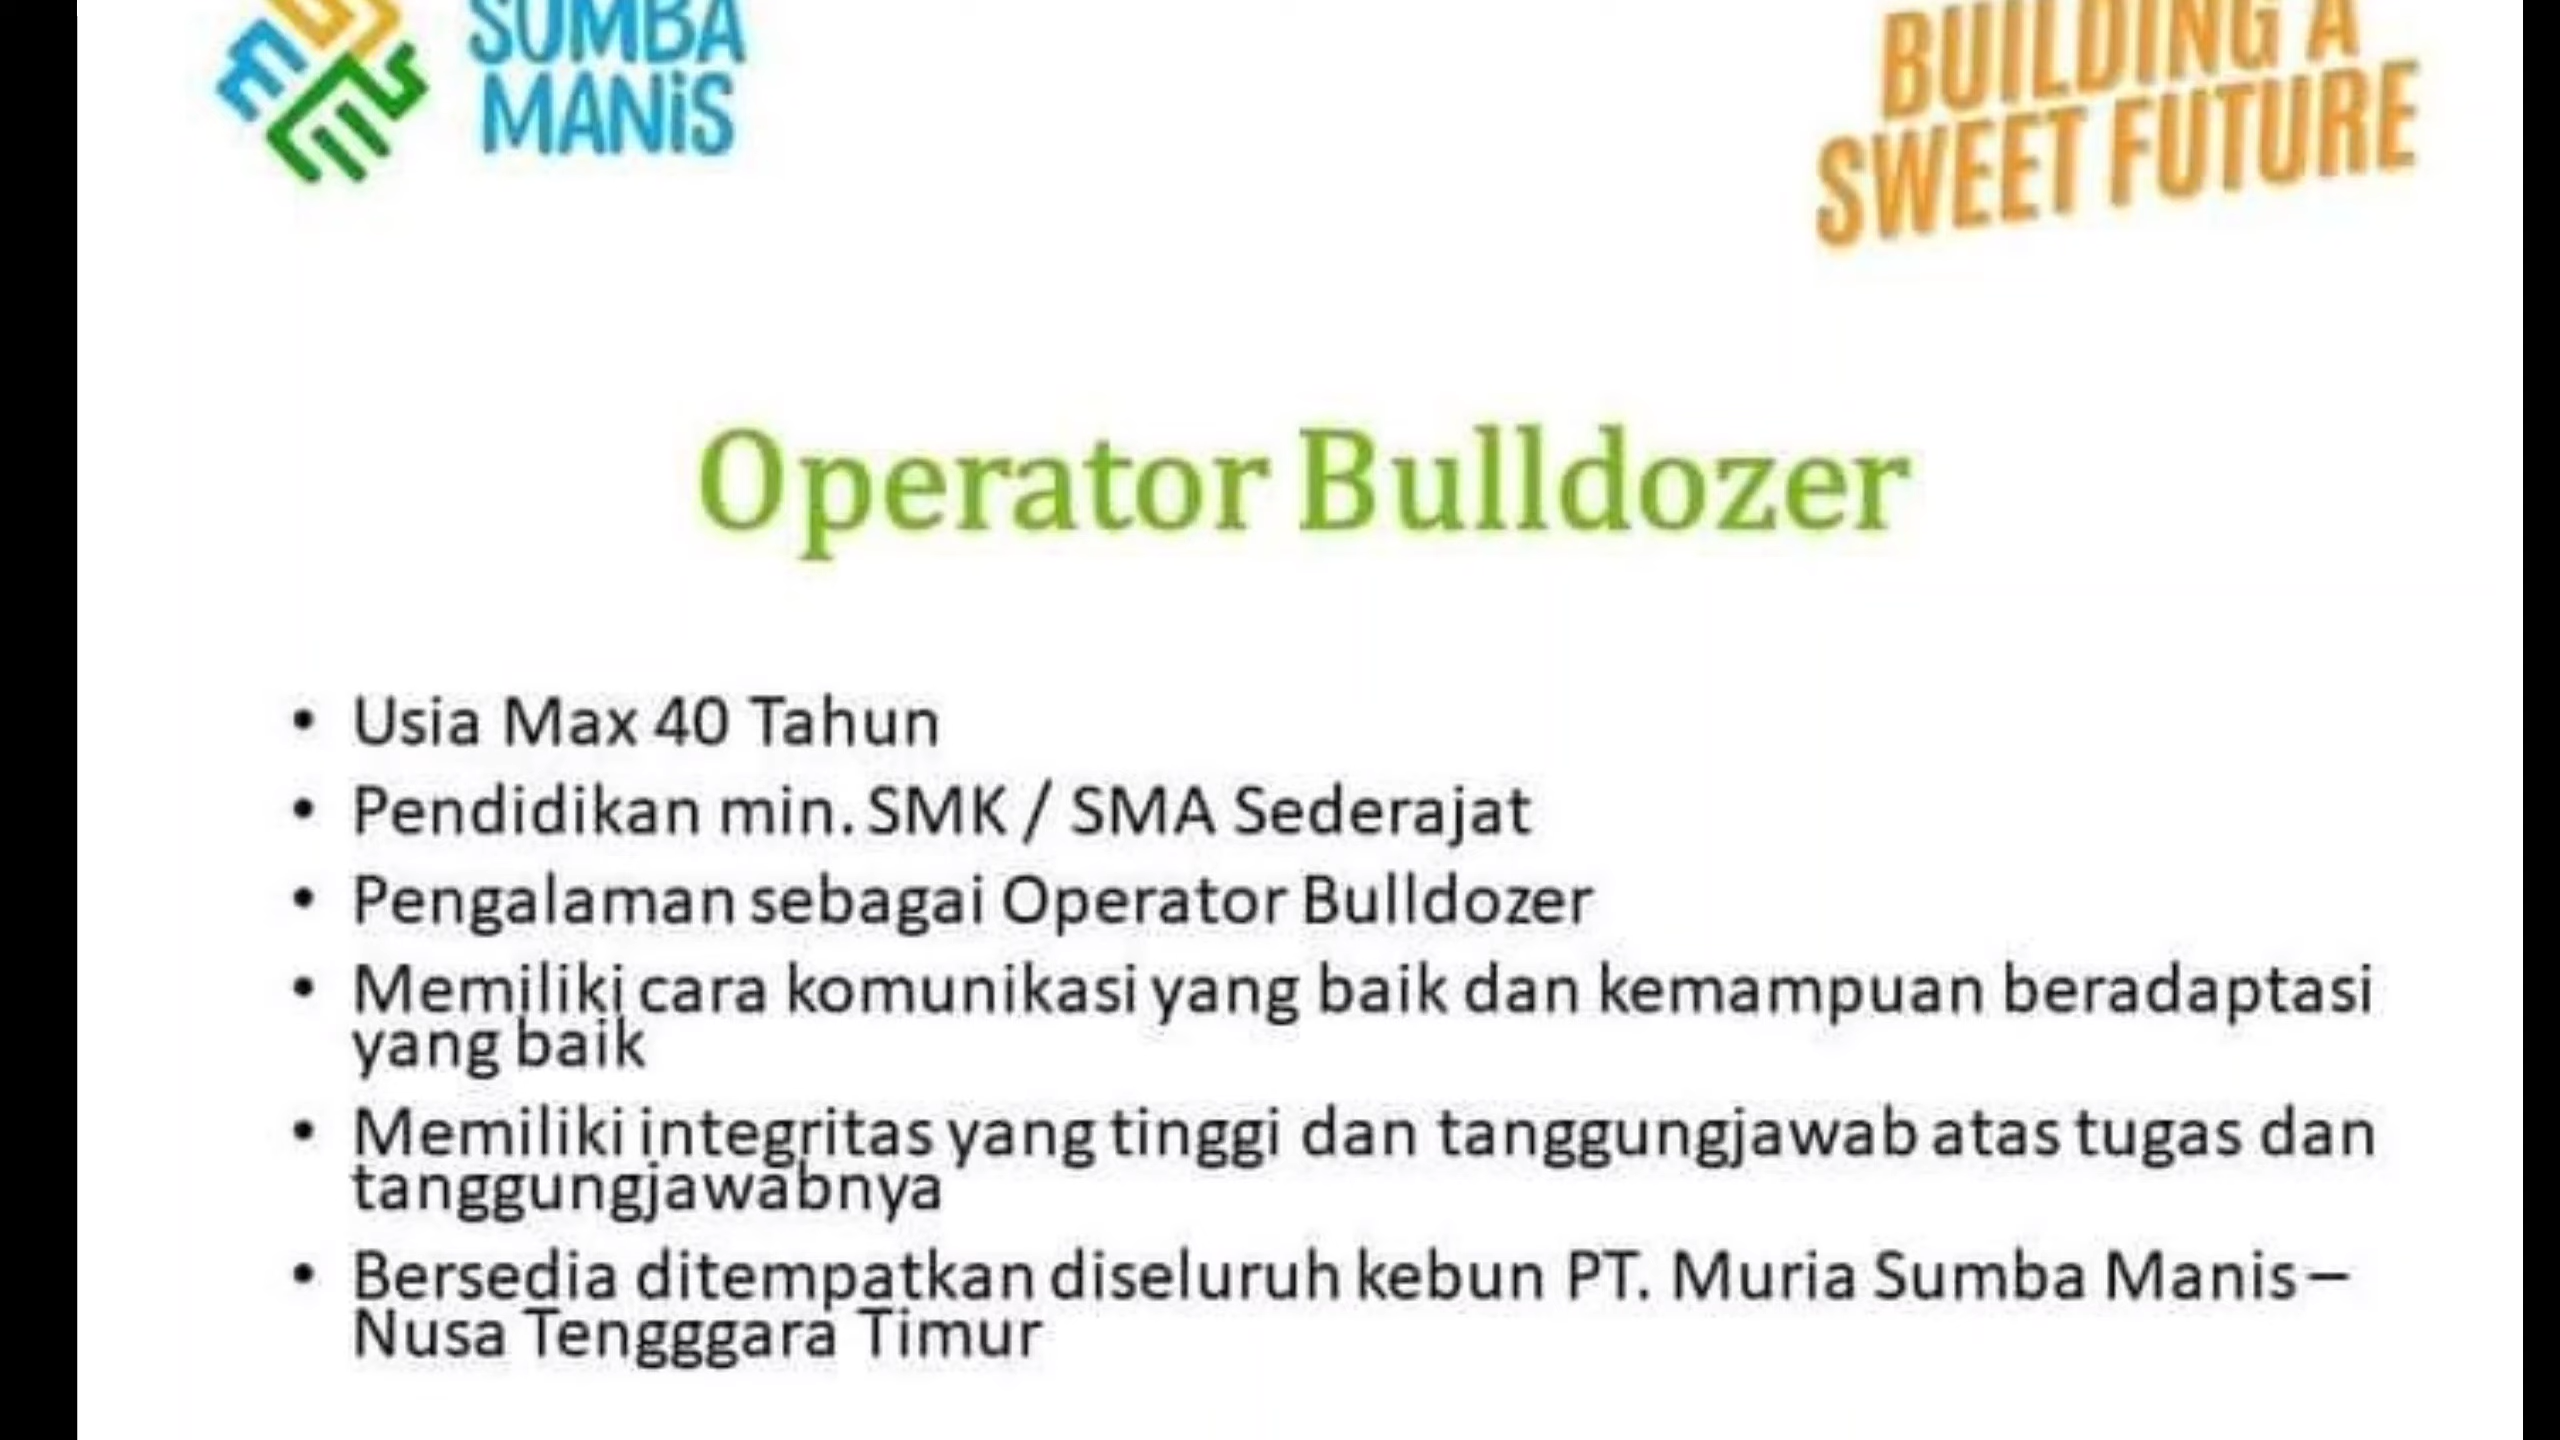 SUMBA
MANiS
BUILDING A
SWEET FUTURE
Operator Bulldozer
• Usia Max 40 Tahun
• Pendidikan min. SMK / SMA Sederajat
• Pengalaman sebagai Operator Bulldozer
• Memiliki cara komunikasi yang baik dan kemampuan beradaptasi
yang baik
• Memiliki integritas yang tinggi dan tanggungjawab atas tugas dan
tanggungjawabnya
• Bersedia ditempatkan diseluruh kebun PT. Muria Sumba Manis –
Nusa Tengggara Timur